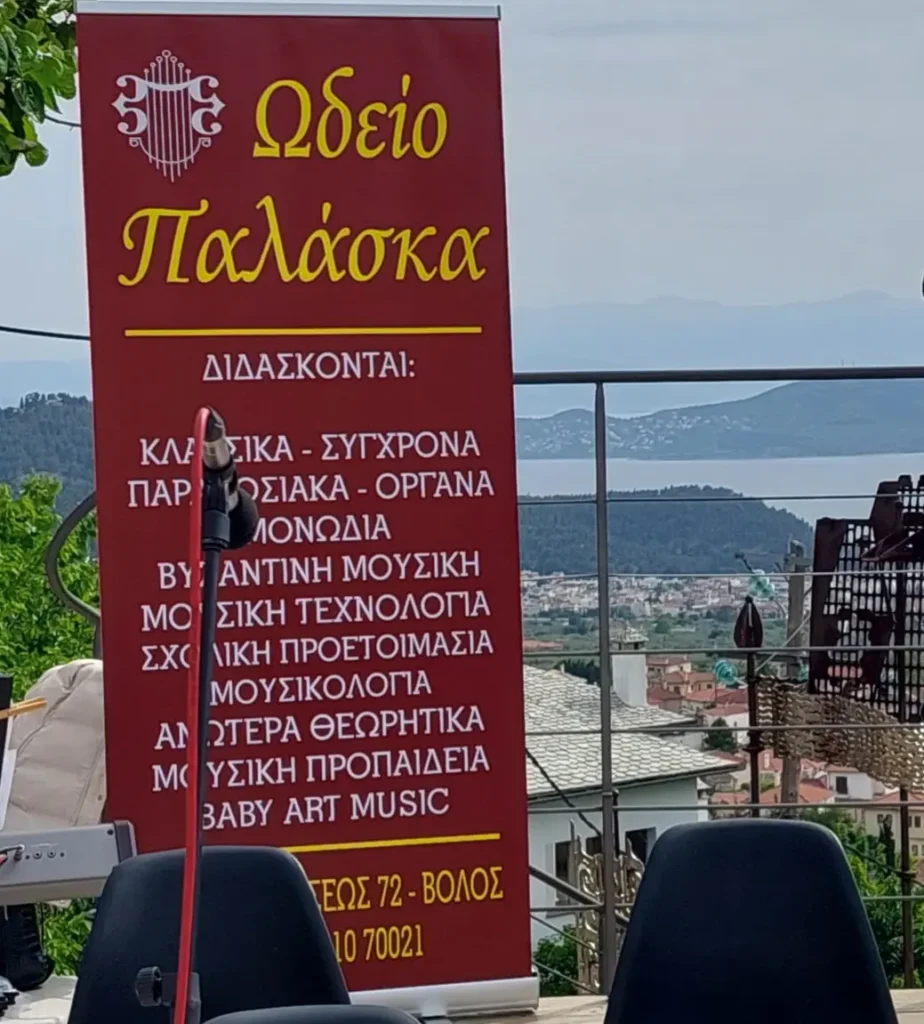 Ωδείο
Παλάσκα
ΔΙΔΑΣΚΟΝΤΑΙ:
ΚΛΑΣΣΙΚΑ - ΣΥΓΧΡΟΝΑ
ΠΑΡΑΔΟΣΙΑΚΑ - ΟΡΓΑΝΑ
ΜΟΝΩΔΙΑ
ΒΥΖΑΝΤΙΝΗ ΜΟΥΣΙΚΗ
ΜΟΥΣΙΚΗ ΤΕΧΝΟΛΟΓΙΑ
ΣΧΟΛΙΚΗ ΠΡΟΕΤΟΙΜΑΣΙΑ
ΜΟΥΣΙΚΟΛΟΓΙΑ
ΑΝΩΤΕΡΑ ΘΕΩΡΗΤΙΚΑ
ΜΟΥΣΙΚΗ ΠΡΟΠΑΙΔΕΙΑ
BABY ART MUSIC
72 - ΒΟΛΟΣ
70021